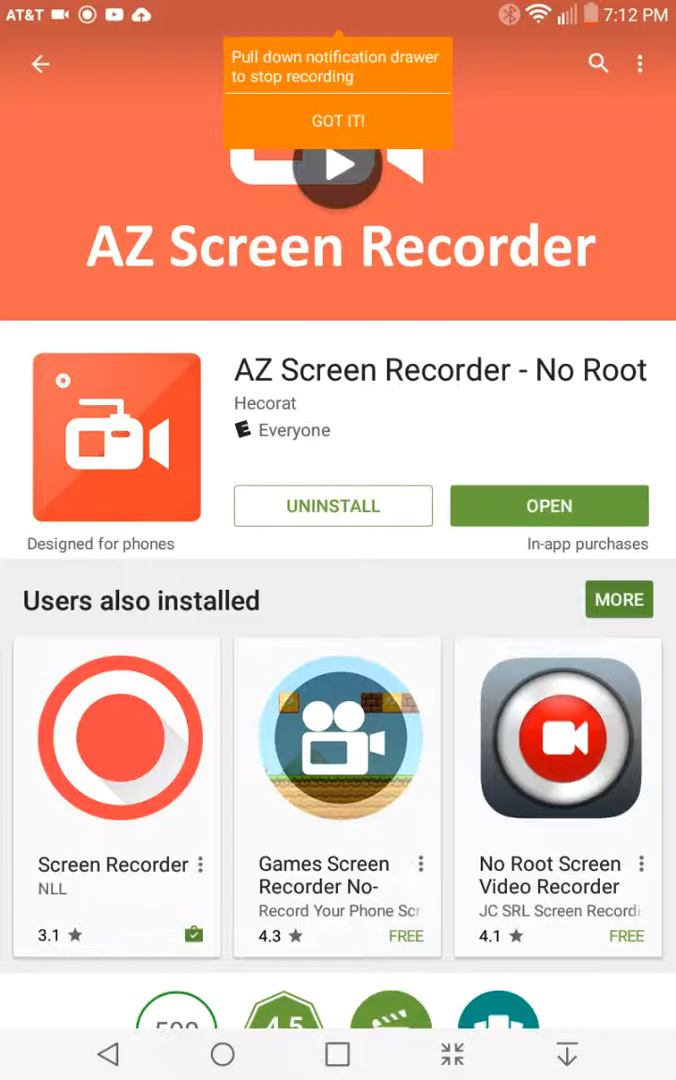 AT&T 7:12 PM
Pull down notification drawer
to stop recording
GOT IT!
AZ Screen Recorder
AZ Screen Recorder - No Root
Hecorat
E Everyone
UNINSTALL OPEN
Designed for phones In-app purchases
Users also installed MORE
Screen Recorder
NLL
3.1
Games Screen
Recorder No-
Record Your Phone Scr
4.3 FREE
No Root Screen
Video Recorder
JC SRL Screen Recordi
4.1 FREE
4.5